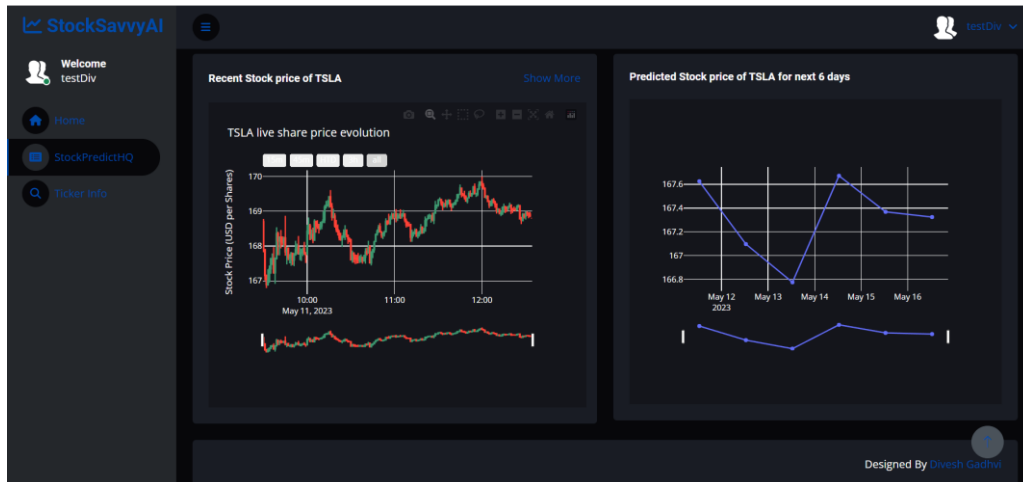 StockSavvyAI
testDiv
Welcome
testDiv
Home
StockPredictHQ
Ticker Info
Recent Stock price of TSLA
Show More
TSLA live share price evolution
all
Stock Price (USD per Shares)
170
169
168
167
10:00
11:00
12:00
May 11, 2023
Predicted Stock price of TSLA for next 6 days
167.6
167.4
167.2
167
166.8
May 12
May 13
May 14
May 15
May 16
2023
Designed By Divesh Gadhvi